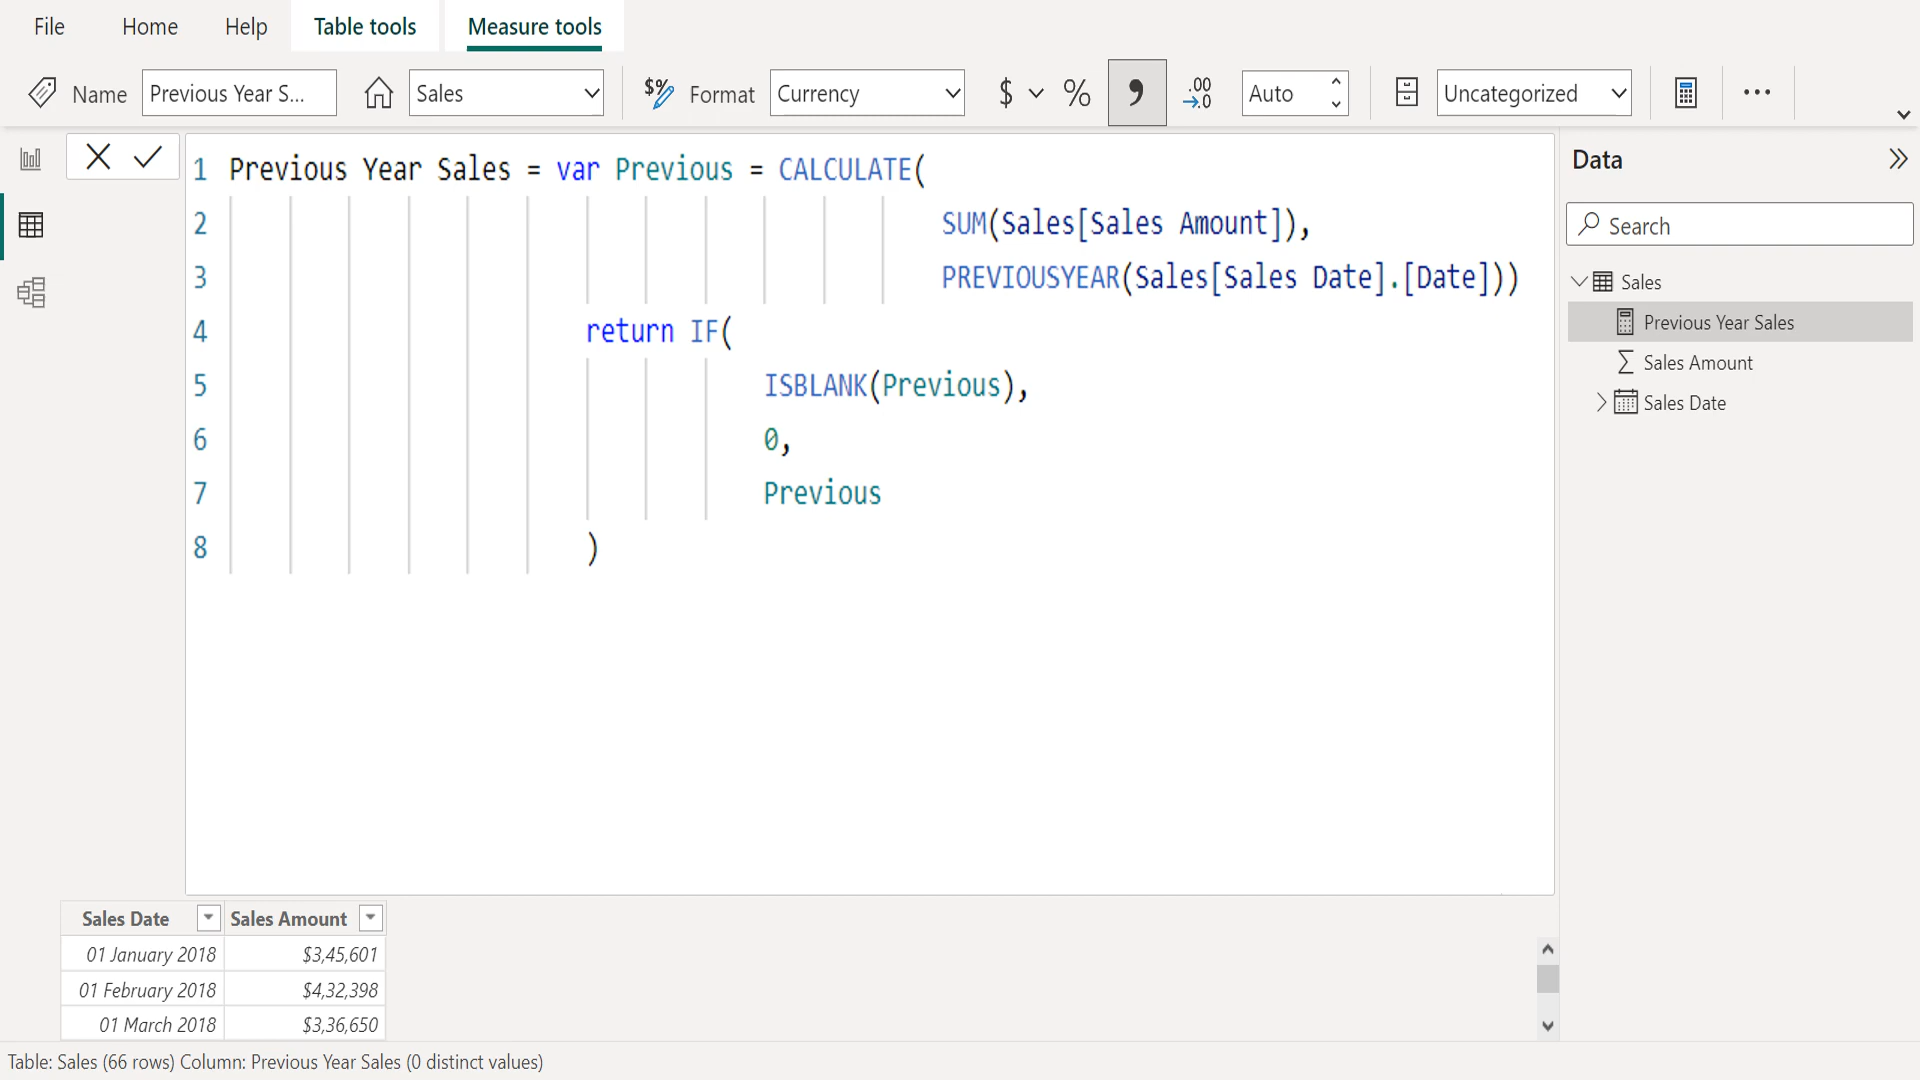 File Home Help Table tools Measure tools
Name Previous Year S... Sales $% Format Currency $ % , .00 →.0 Auto Uncategorized ...
1 Previous Year Sales = var Previous = CALCULATE(
2 SUM(Sales[Sales Amount]),
3 PREVIOUSYEAR(Sales[Sales Date].[Date]))
4 return IF(
5 ISBLANK(Previous),
6 0,
7 Previous
8 )
Data
Search
Sales
Previous Year Sales
Sales Amount
Sales Date
Sales Date Sales Amount
01 January 2018 $3,45,601
01 February 2018 $4,32,398
01 March 2018 $3,36,650
Table: Sales (66 rows) Column: Previous Year Sales (0 distinct values)